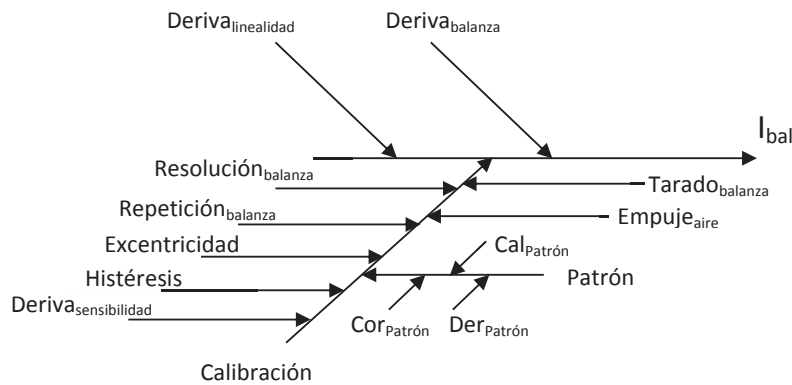 Deriva_linealidad Deriva_balanza
I_bal
Resolución_balanza
Tarado_balanza
Repetición_balanza
Empuje_aire
Excentricidad
Cal_Patrón
Histéresis
Patrón
Deriva_sensibilidad
Cor_Patrón Der_Patrón
Calibración